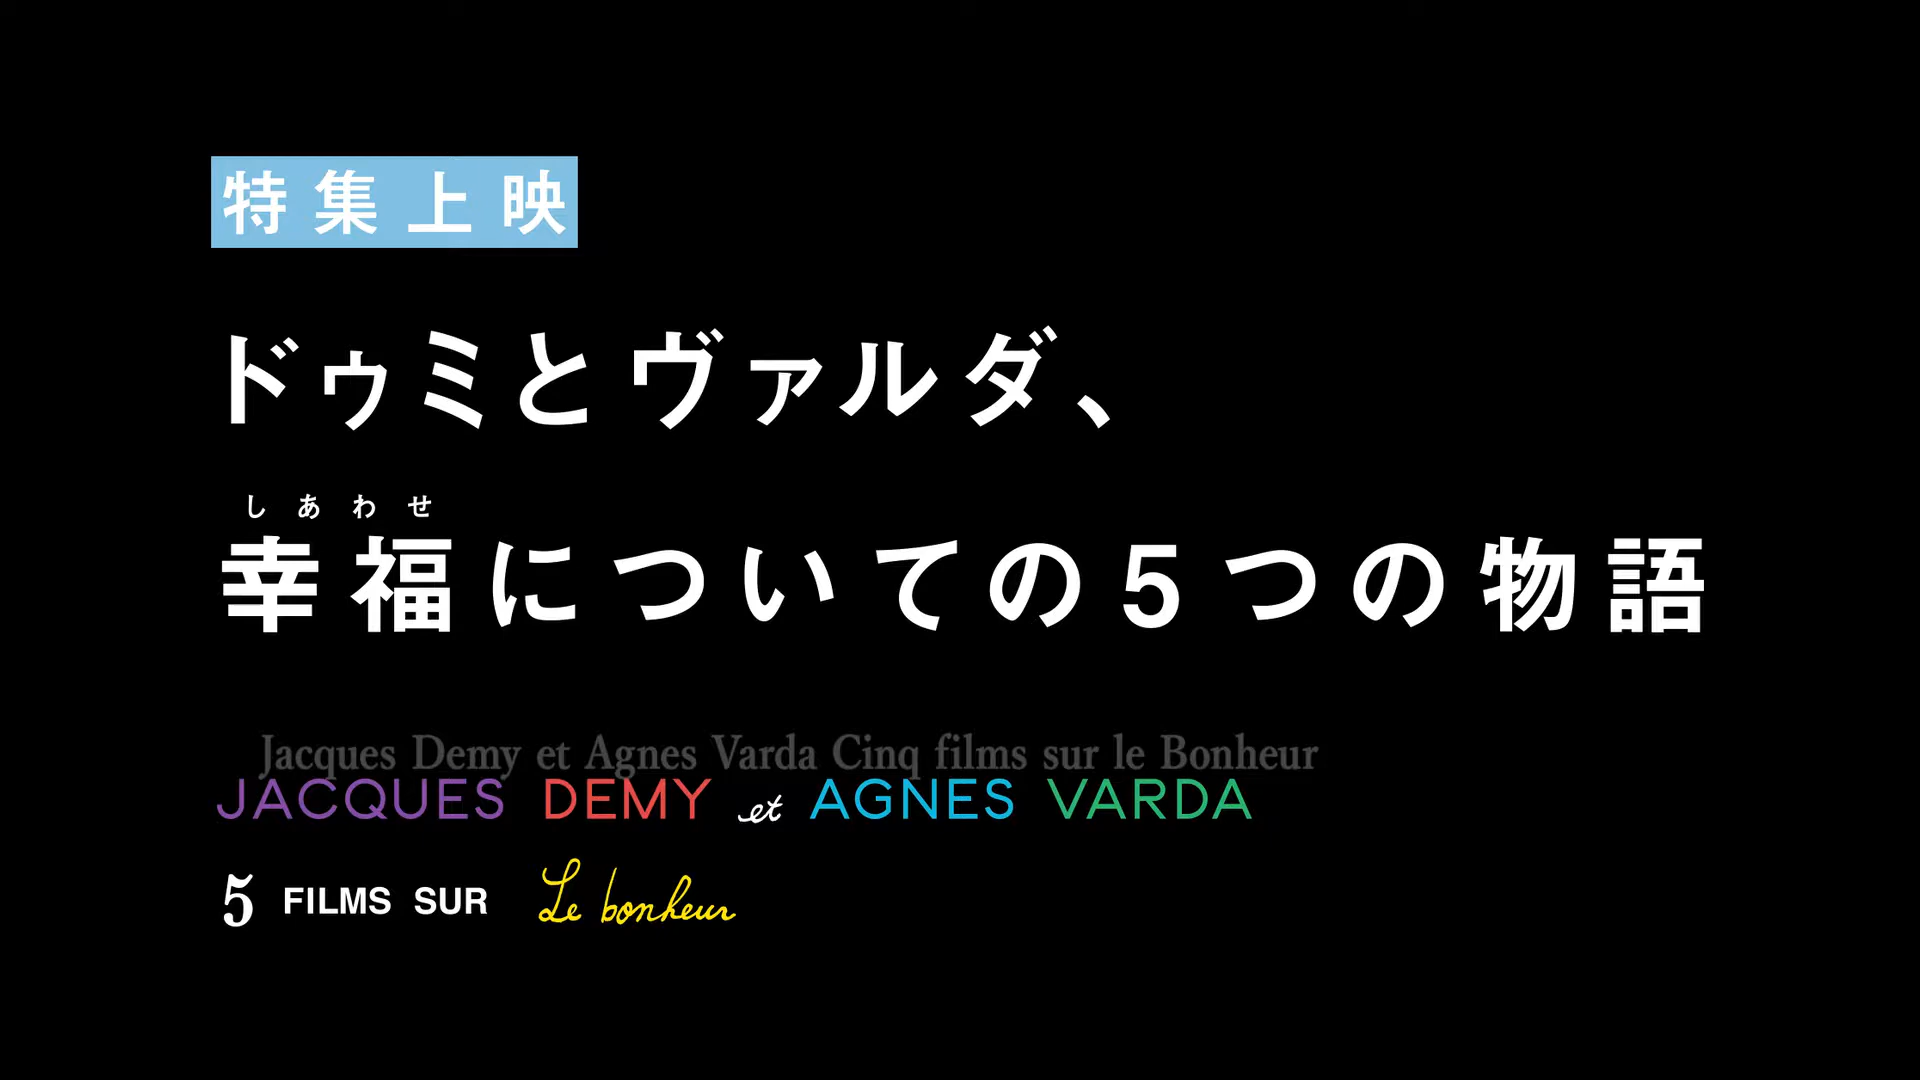 特集上映
ドゥミとヴァルダ、
しあわせ
幸福についての5つの物語
Jacques Demy et Agnes Varda Cinq films sur le Bonheur
JACQUES DEMY et AGNES VARDA
5 FILMS SUR Le bonheur